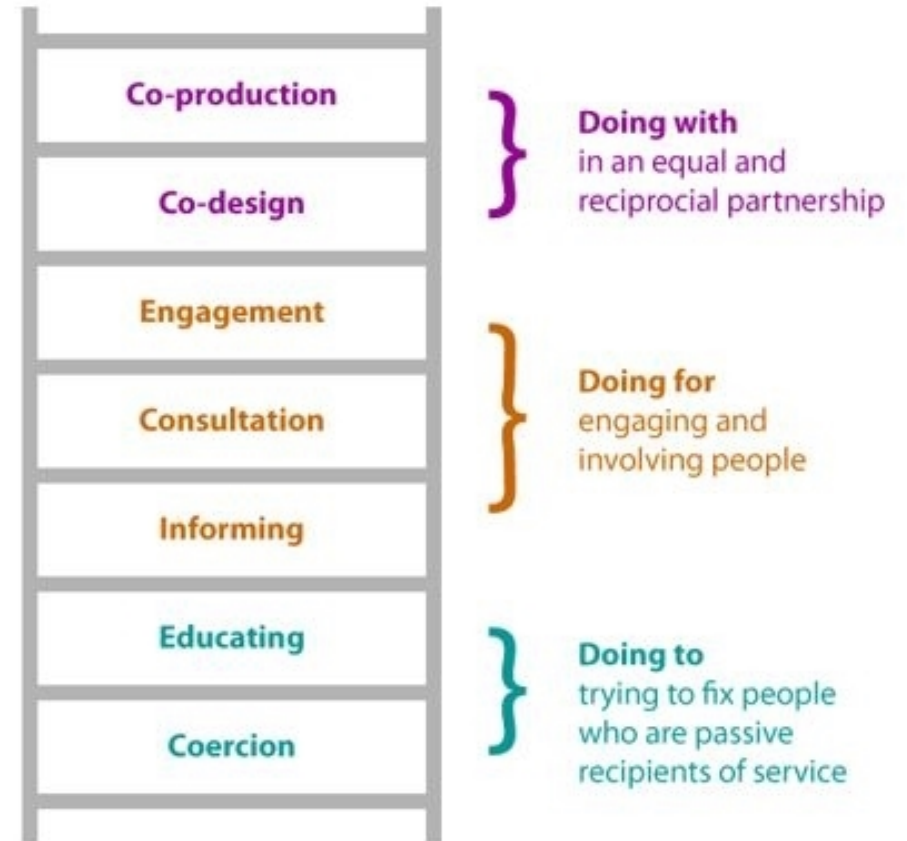 Co-production
Co-design
Engagement
Consultation
Informing
Educating
Coercion
Doing with
in an equal and
reciprocial partnership
Doing for
engaging and
involving people
Doing to
trying to fix people
who are passive
recipients of service